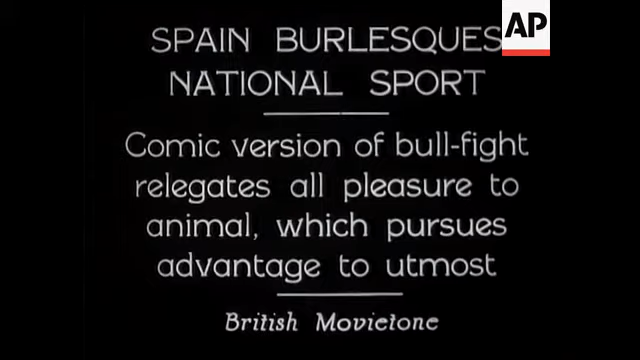 AP
SPAIN BURLESQUES
NATIONAL SPORT
Comic version of bull-fight
relegates all pleasure to
animal, which pursues
advantage to utmost
British Movietone